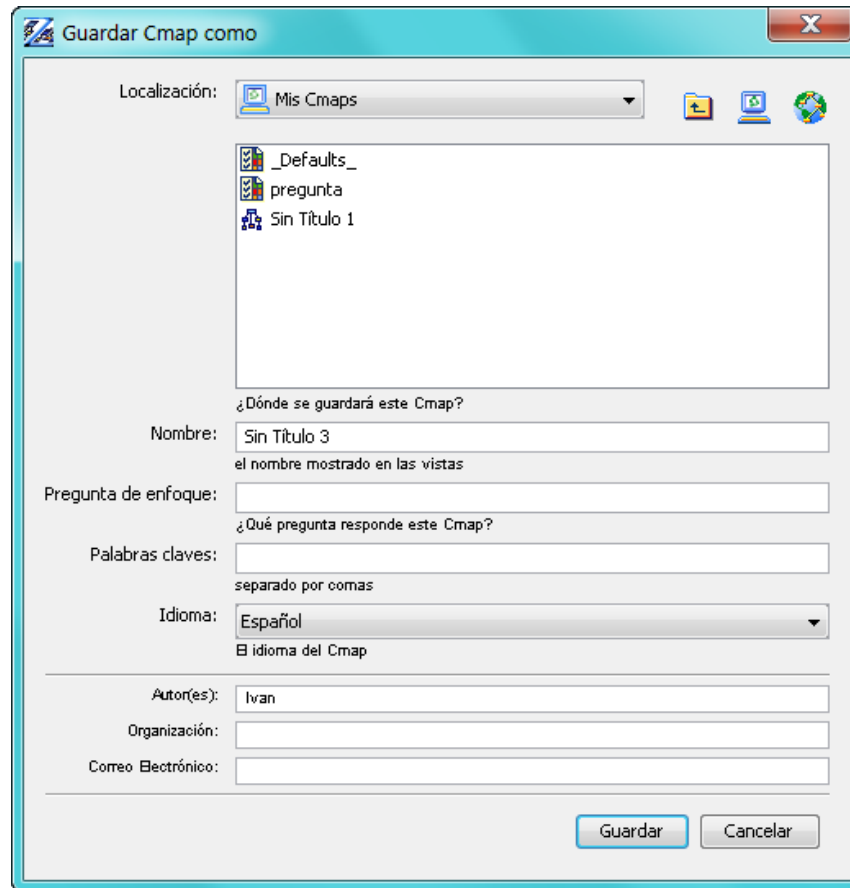 Guardar Cmap como
Localización: Mis Cmaps
_Defaults_
pregunta
Sin Título 1
¿Dónde se guardará este Cmap?
Nombre: Sin Título 3
el nombre mostrado en las vistas
Pregunta de enfoque:
¿Qué pregunta responde este Cmap?
Palabras claves:
separado por comas
Idioma: Español
El idioma del Cmap
Autor(es): Ivan
Organización:
Correo Electrónico:
Guardar Cancelar